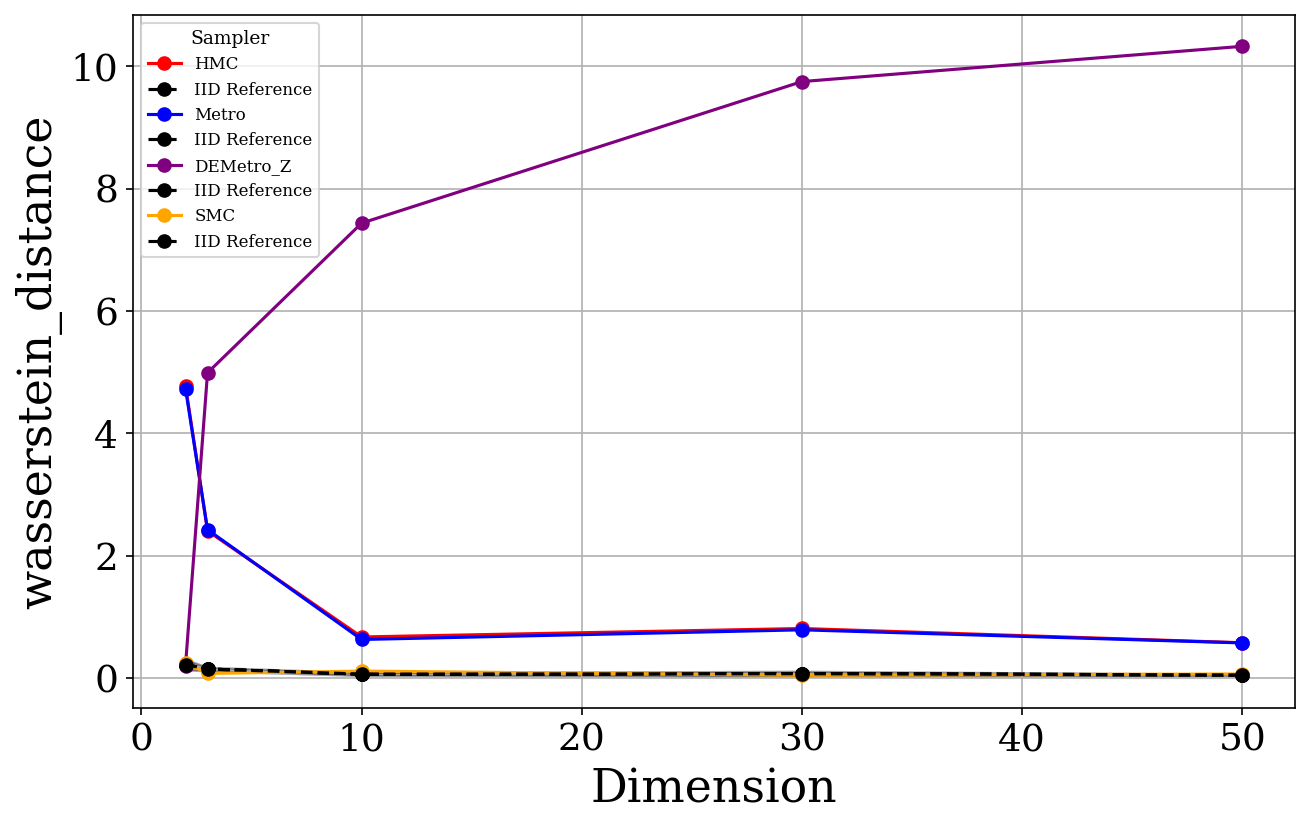 Sampler
HMC
IID Reference
Metro
IID Reference
DEMetro_Z
IID Reference
SMC
IID Reference
wasserstein_distance
10
8
6
4
2
0
0 10 20 30 40 50
Dimension